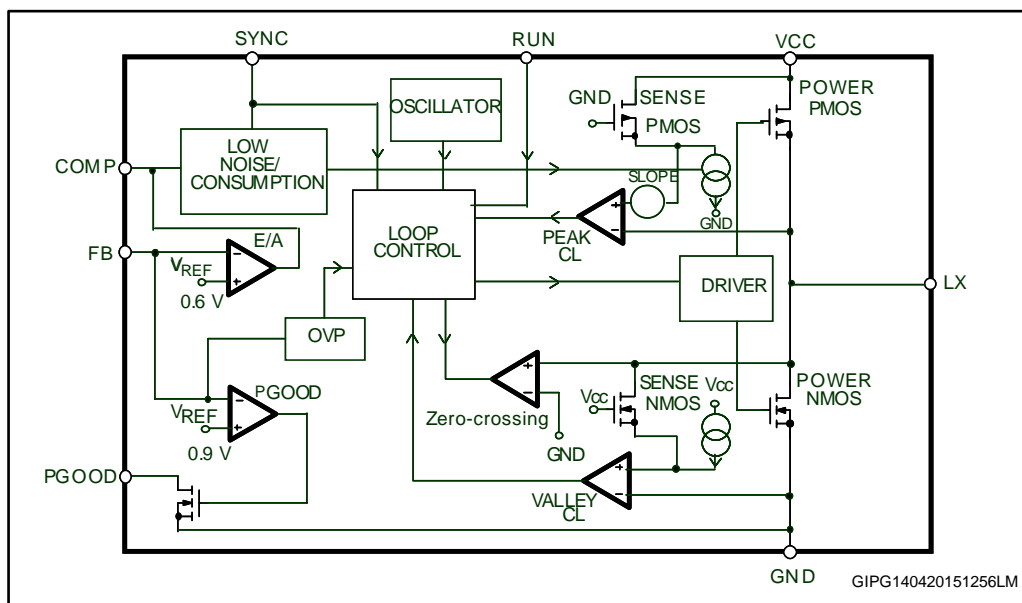 SYNC
RUN
VCC
OSCILLATOR
GND
SENSE
PMOS
POWER
PMOS
COMP
LOW
NOISE/
CONSUMPTION
SLOPE
GND
FB
E/A
VREF
0.6 V
LOOP
CONTROL
PEAK
CL
DRIVER
LX
OVP
PGOOD
VREF
0.9 V
Zero-crossing
GND
Vcc
SENSE
NMOS
Vcc
POWER
NMOS
PGOOD
VALLEY
CL
GND
GIPG140420151256LM